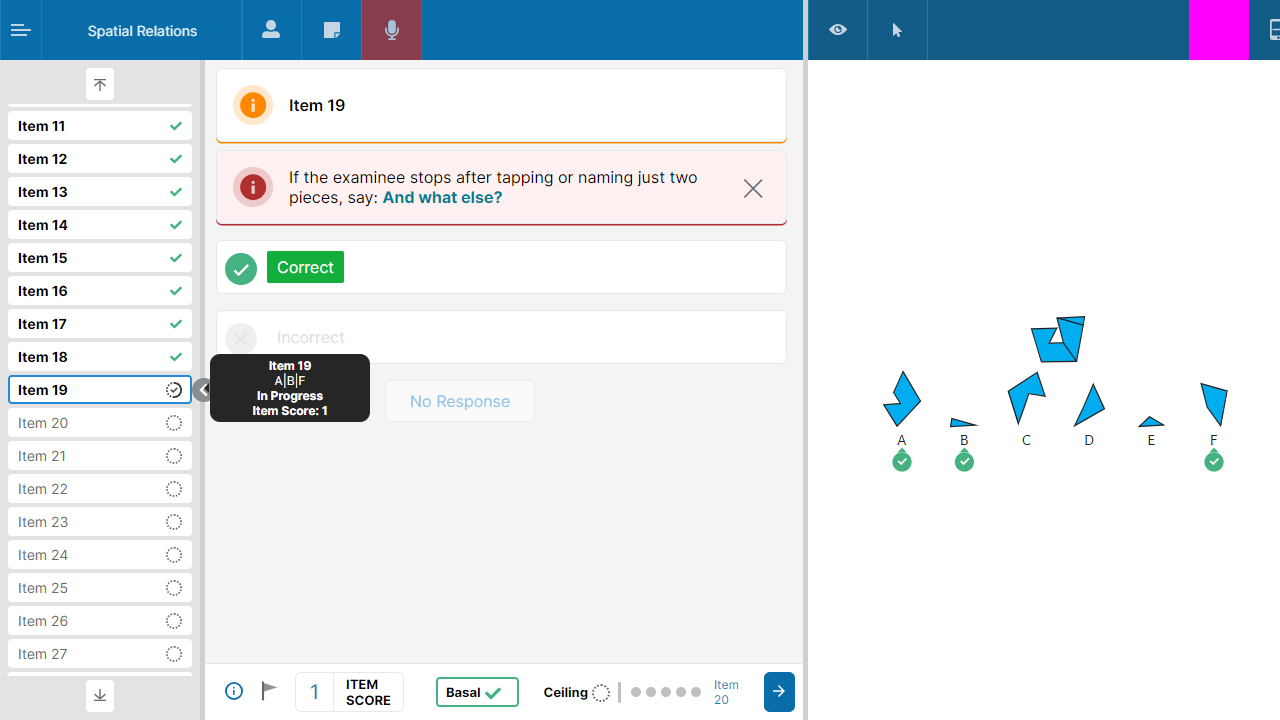 Spatial Relations
Item 11
Item 12
Item 13
Item 14
Item 15
Item 16
Item 17
Item 18
Item 19
Item 20
Item 21
Item 22
Item 23
Item 24
Item 25
Item 26
Item 27
Item 19
If the examinee stops after tapping or naming just two
pieces, say: And what else?
Correct
Incorrect
Item 19
A|B|F
In Progress
Item Score: 1
No Response
1
ITEM
SCORE
Basal
Ceiling
Item
20
A B C D E F